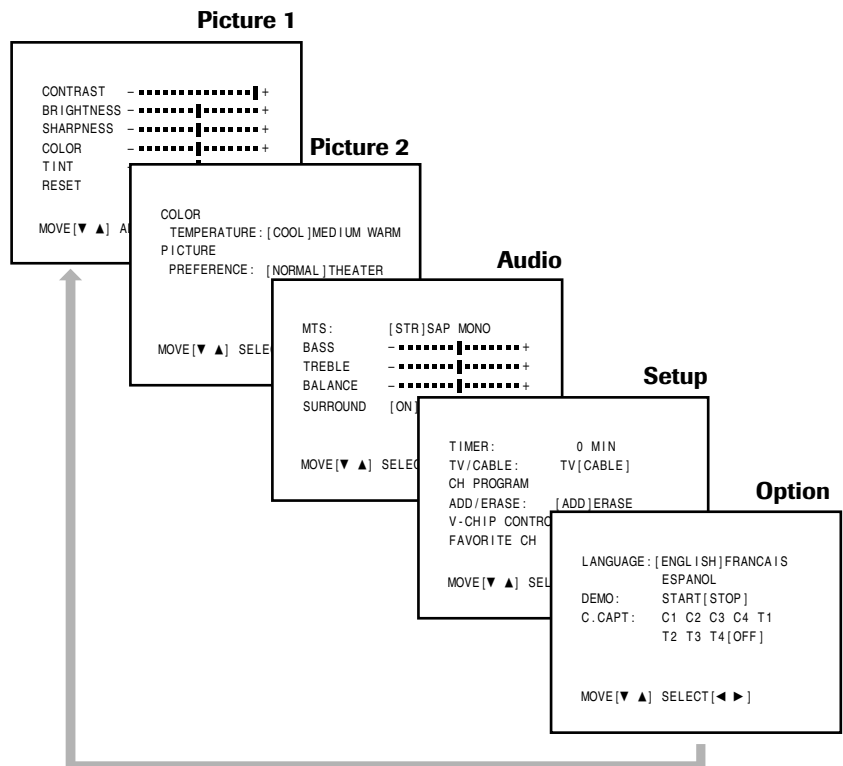 Picture 1
CONTRAST - +
BRIGHTNESS - +
SHARPNESS - +
COLOR - +
TINT -
RESET
MOVE[▼ ▲]
Picture 2
COLOR
TEMPERATURE:[COOL]MEDIUM WARM
PICTURE
PREFERENCE: [NORMAL]THEATER
MOVE[▼ ▲] SELE
Audio
MTS: [STR]SAP MONO
BASS - +
TREBLE - +
BALANCE - +
SURROUND [ON]
MOVE[▼ ▲] SELEC
Setup
TIMER: 0 MIN
TV/CABLE: TV[CABLE]
CH PROGRAM
ADD/ERASE: [ADD]ERASE
V-CHIP CONTRO
FAVORITE CH
MOVE[▼ ▲] SEL
Option
LANGUAGE:[ENGLISH]FRANCAIS
ESPANOL
DEMO: START[STOP]
C.CAPT: C1 C2 C3 C4 T1
T2 T3 T4[OFF]
MOVE[▼ ▲] SELECT[◀ ▶]